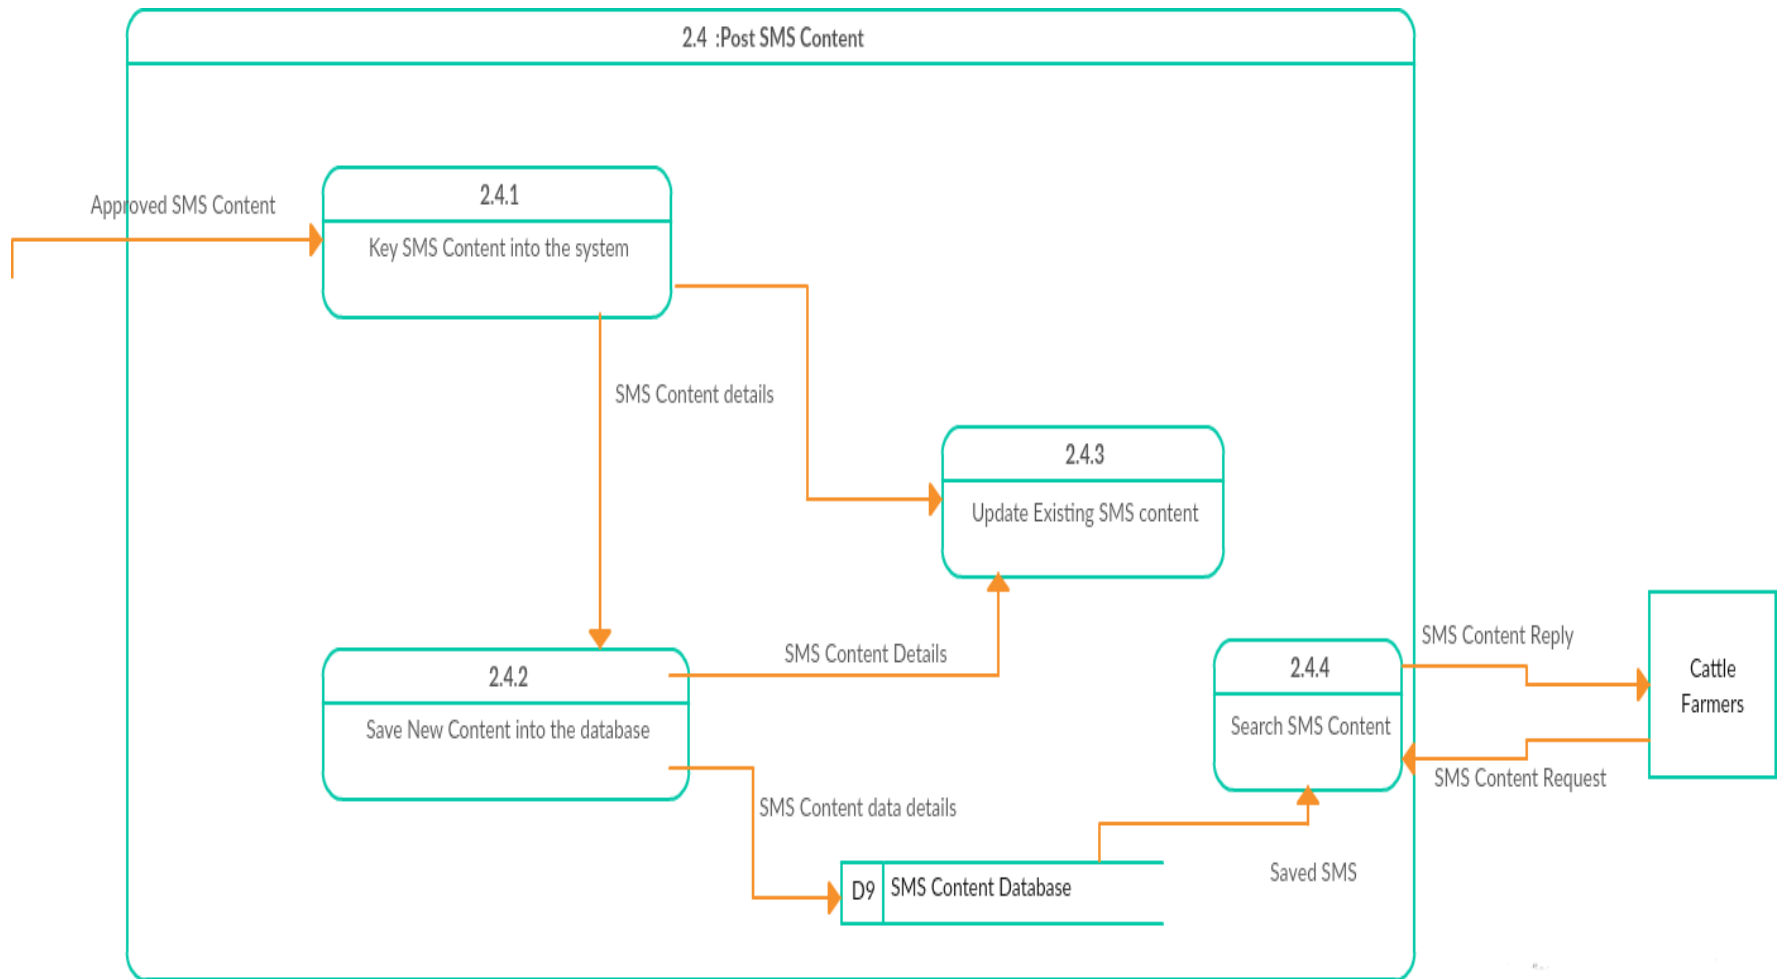 2.4 :Post SMS Content
Approved SMS Content
2.4.1
Key SMS Content into the system
SMS Content details
2.4.3
Update Existing SMS content
2.4.2
Save New Content into the database
SMS Content Details
SMS Content data details
2.4.4
Search SMS Content
SMS Content Reply
SMS Content Request
Cattle
Farmers
D9
SMS Content Database
Saved SMS